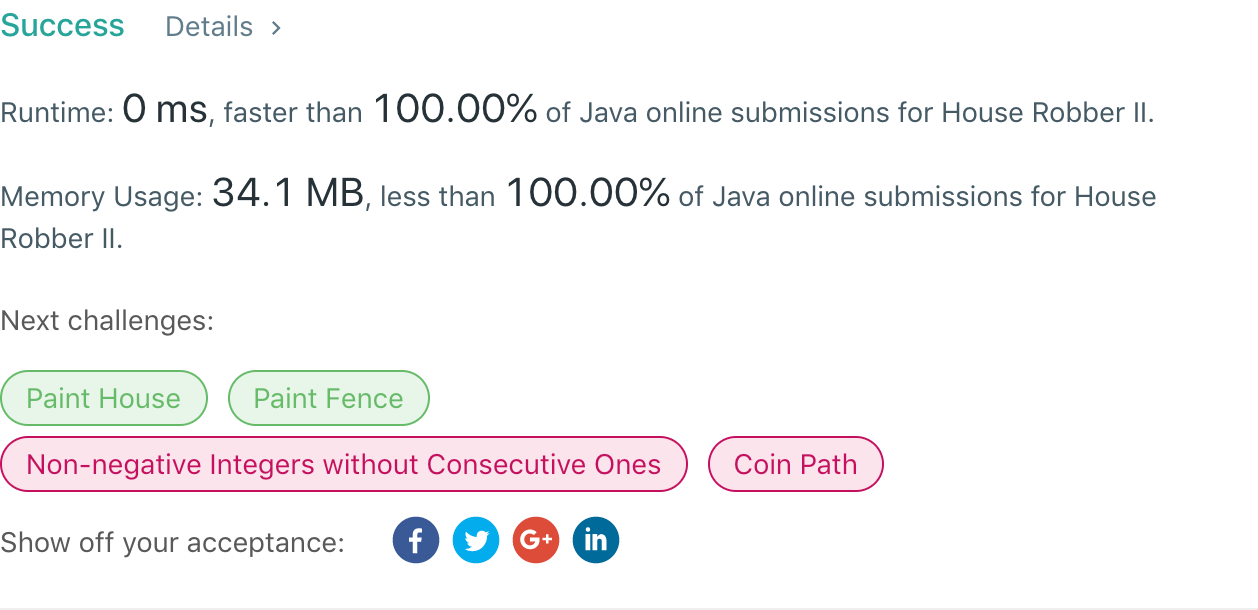 Success Details >
Runtime: 0 ms, faster than 100.00% of Java online submissions for House Robber II.
Memory Usage: 34.1 MB, less than 100.00% of Java online submissions for House
Robber II.
Next challenges:
Paint House Paint Fence
Non-negative Integers without Consecutive Ones Coin Path
Show off your acceptance: f G+ in